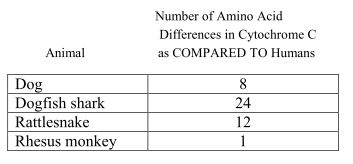 Number of Amino Acid
Differences in Cytochrome C
Animal as COMPARED TO Humans
Dog 8
Dogfish shark 24
Rattlesnake 12
Rhesus monkey 1